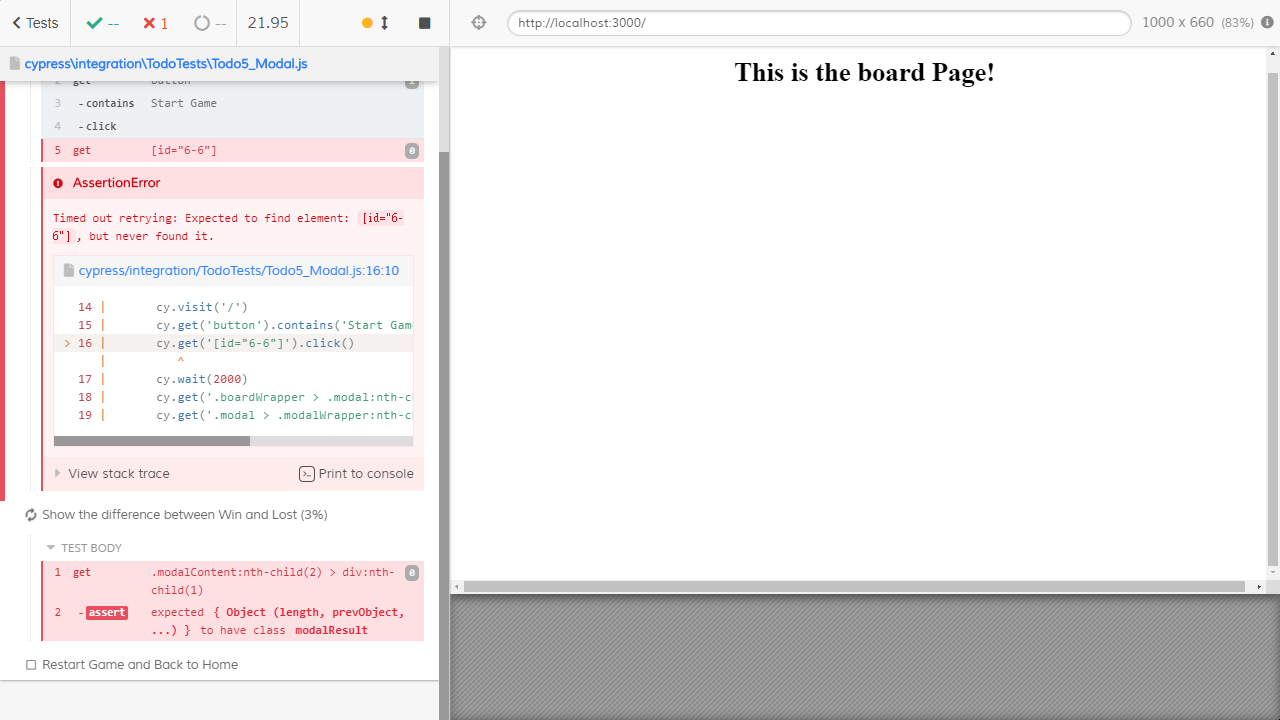 Tests
--
1
--
21.95
http://localhost:3000/
1000 x 660 (83%)
cypress\integration\TodoTests\Todo5_Modal.js
2 get button 2
3 -contains Start Game
4 -click
5 get [id="6-6"] 0
AssertionError
Timed out retrying: Expected to find element: [id="6-
6"], but never found it.
cypress/integration/TodoTests/Todo5_Modal.js:16:10
14 | cy.visit('/')
15 | cy.get('button').contains('Start Gam
> 16 | cy.get('[id="6-6"]').click()
| ^
17 | cy.wait(2000)
18 | cy.get('.boardWrapper > .modal:nth-c
19 | cy.get('.modal > .modalWrapper:nth-c
View stack trace
Print to console
Show the difference between Win and Lost (3%)
TEST BODY
1 get .modalContent:nth-child(2) > div:nth- 0
child(1)
2 -assert expected { Object (length, prevObject,
...) } to have class modalResult
Restart Game and Back to Home
This is the board Page!